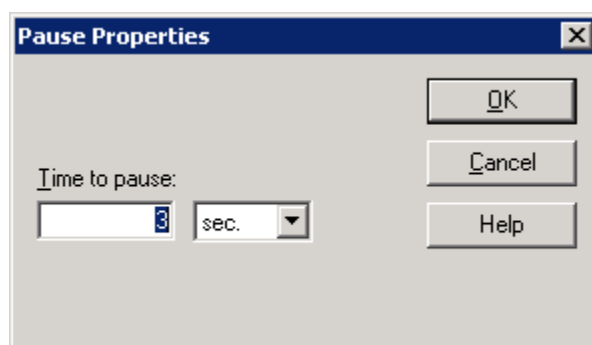 Pause Properties
OK
Cancel
Time to pause:
3 sec.
Help